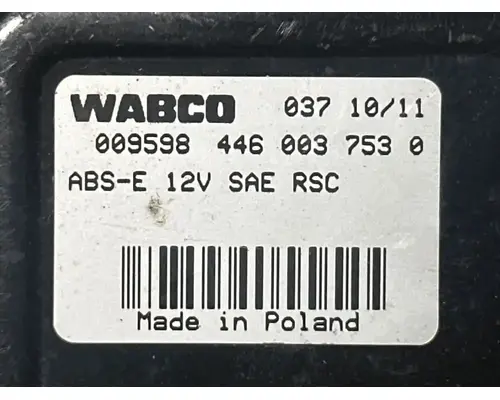 WABCO 037 10/11
009598 446 003 753 0
ABS-E 12V SAE RSC
Made in Poland